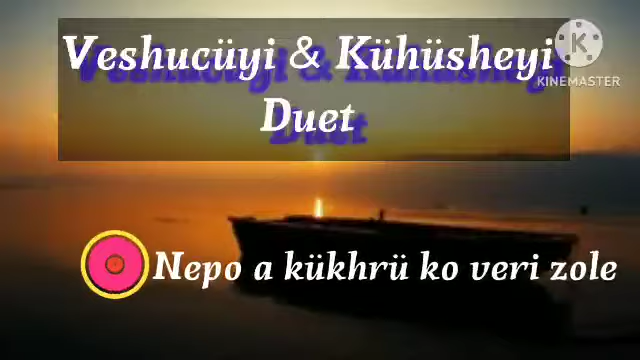 Veshucüyi & Kühüsheyi
Duet
KINEMASTER
Nepo a kükhrü ko veri zole